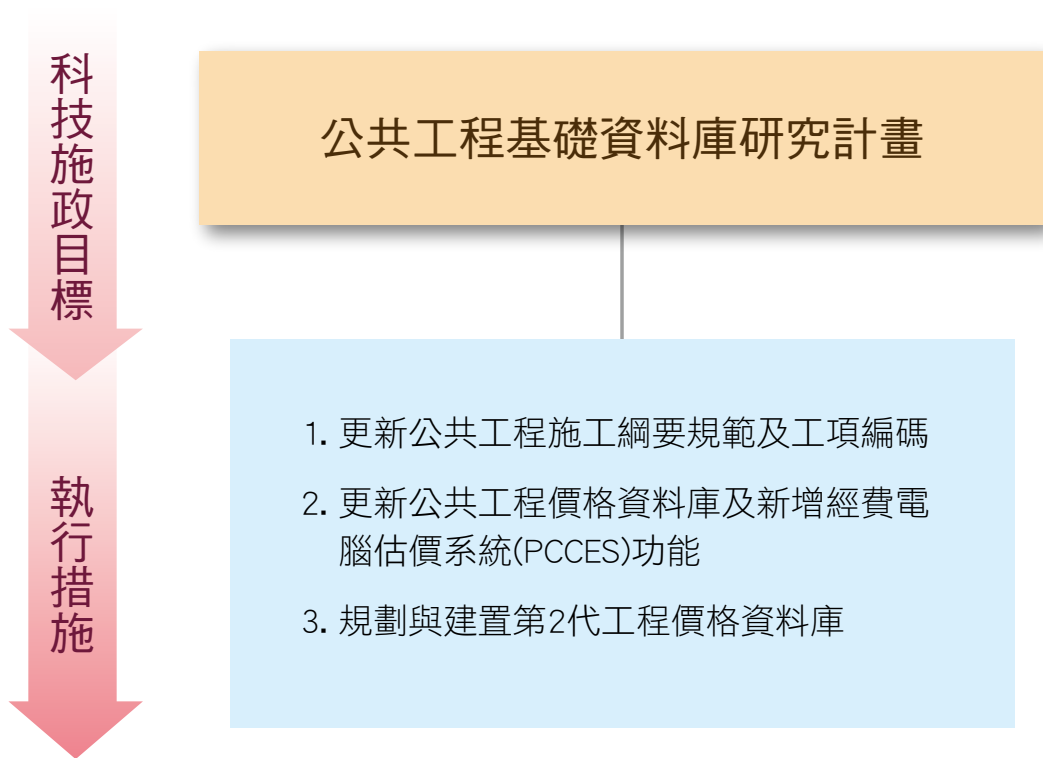 科技施政目標
公共工程基礎資料庫研究計畫
執行措施
1. 更新公共工程施工綱要規範及工項編碼
2. 更新公共工程價格資料庫及新增經費電
腦估價系統(PCCES)功能
3. 規劃與建置第2代工程價格資料庫